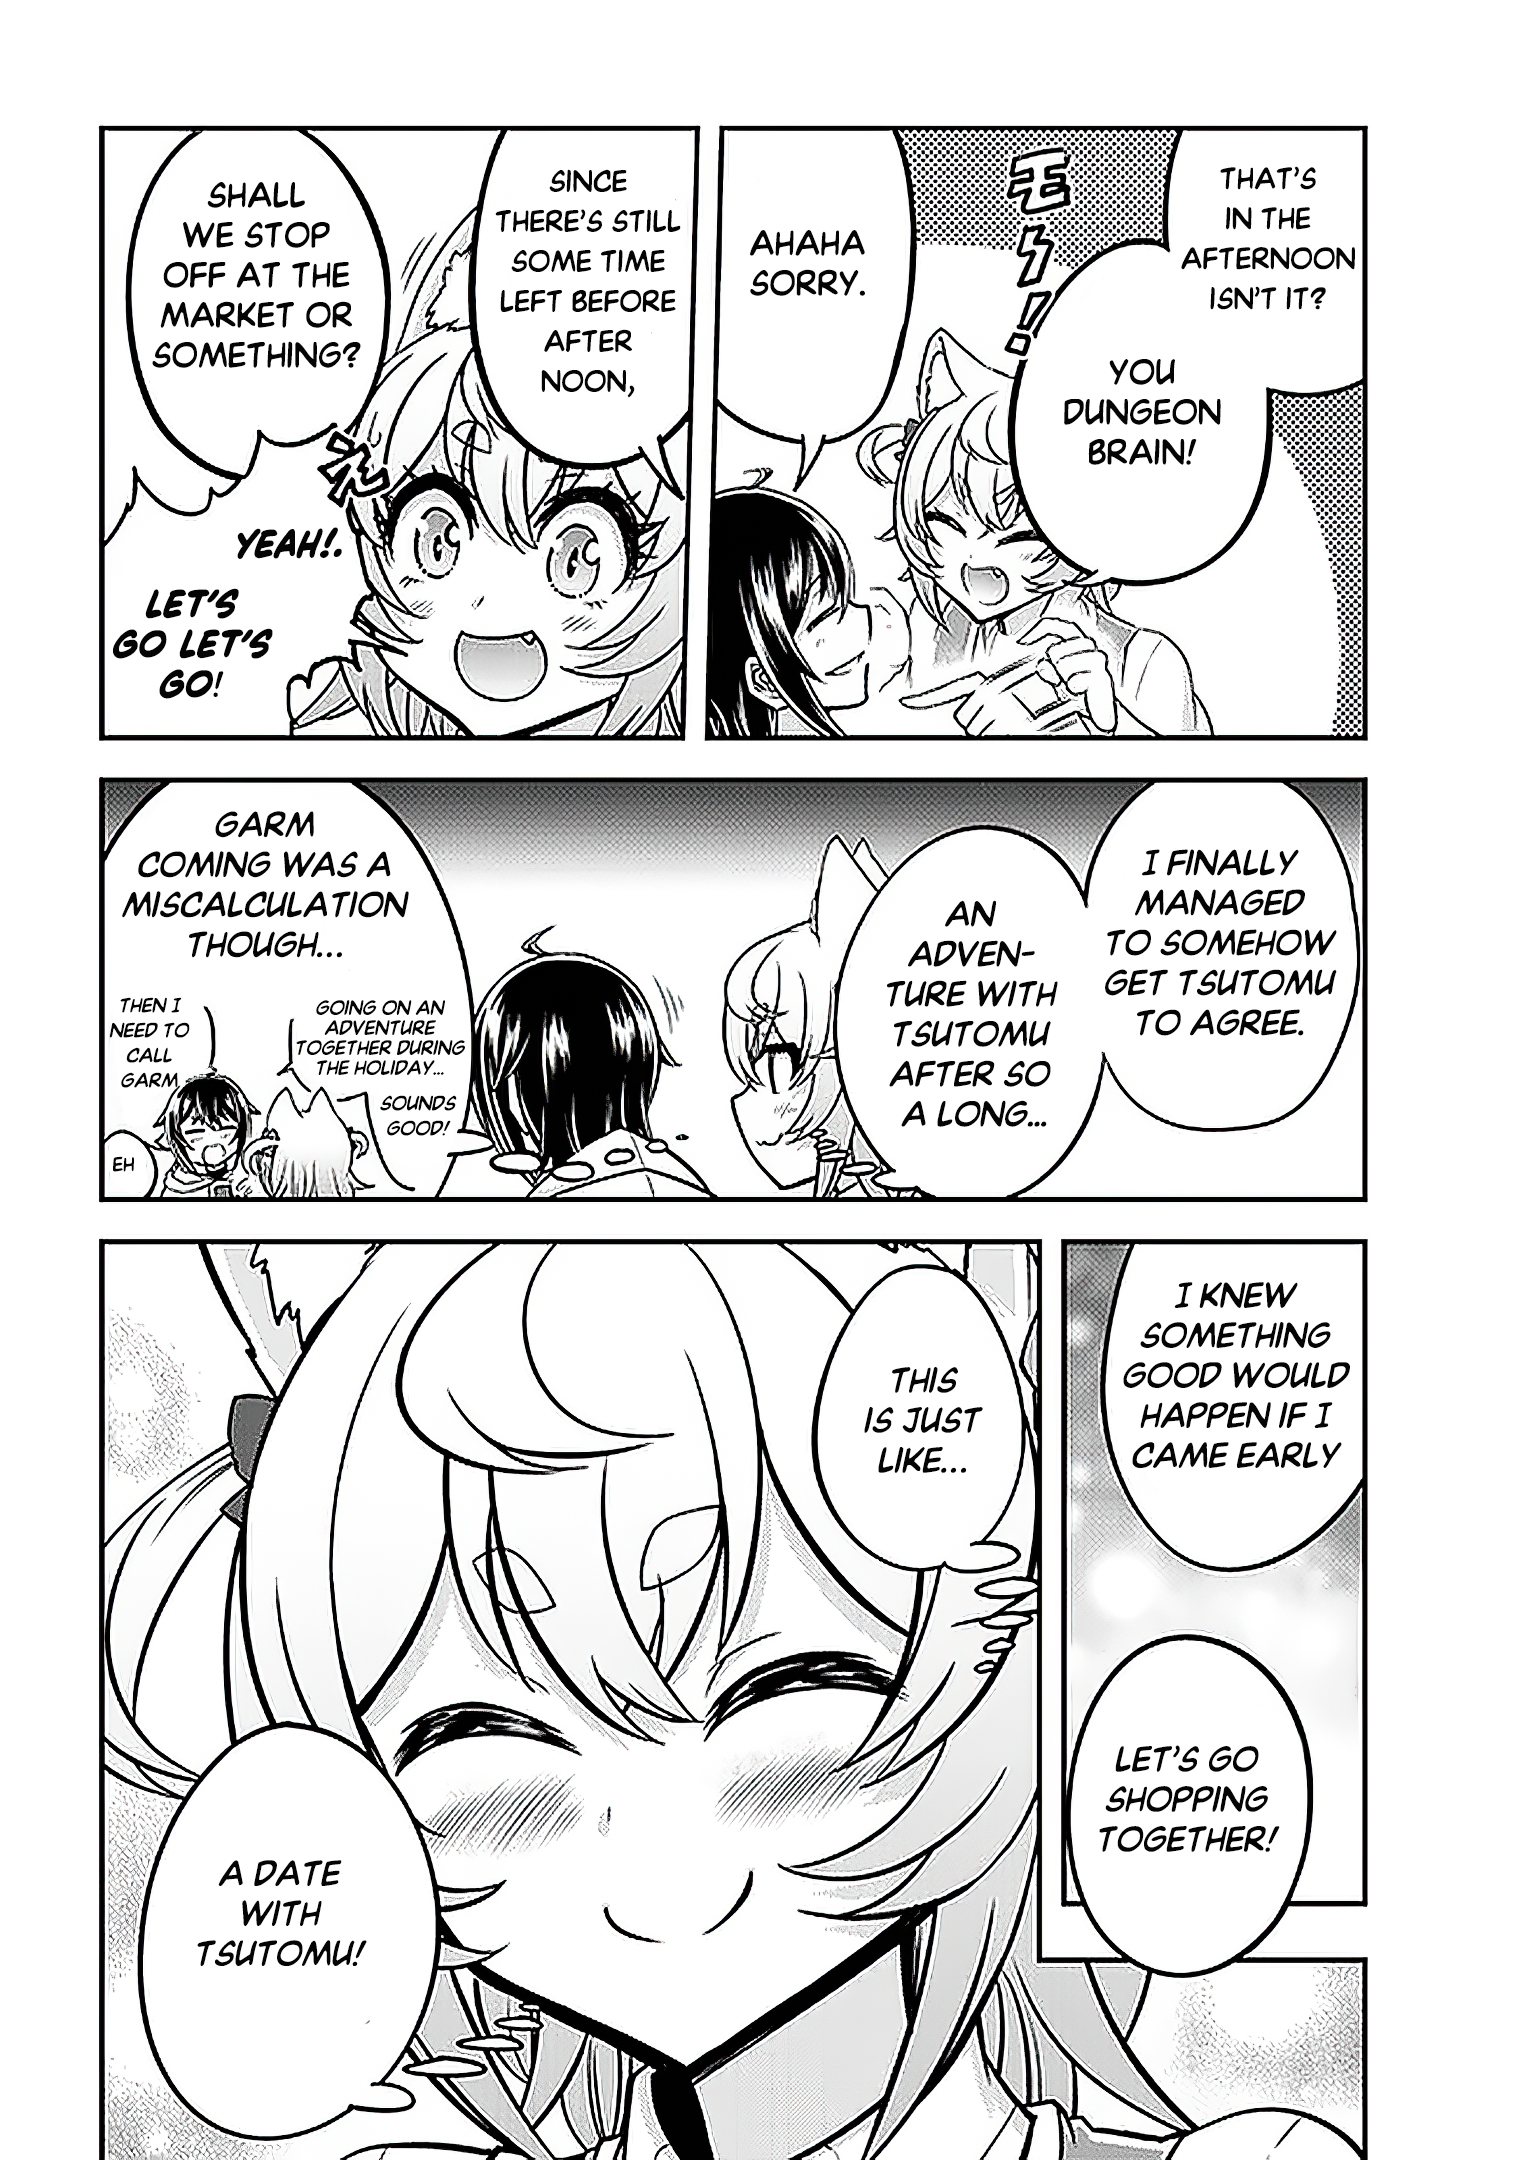 THAT'S
IN THE
AFTERNOON
ISN'T IT?
YOU
DUNGEON
BRAIN!
モ〜!
AHAHA
SORRY.
SINCE
THERE'S STILL
SOME TIME
LEFT BEFORE
AFTER
NOON,
SHALL
WE STOP
OFF AT THE
MARKET OR
SOMETHING?
YEAH!.
LET'S
GO LET'S
GO!
I FINALLY
MANAGED
TO SOMEHOW
GET TSUTOMU
TO AGREE.
AN
ADVEN-
TURE WITH
TSUTOMU
AFTER SO
A LONG...
GARM
COMING WAS A
MISCALCULATION
THOUGH...
GOING ON AN
ADVENTURE
TOGETHER DURING
THE HOLIDAY...
SOUNDS
GOOD!
THEN I
NEED TO
CALL
GARM
EH
I KNEW
SOMETHING
GOOD WOULD
HAPPEN IF I
CAME EARLY
LET'S GO
SHOPPING
TOGETHER!
THIS
IS JUST
LIKE...
A DATE
WITH
TSUTOMU!